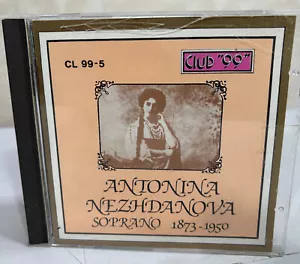 CL 99-5
Club "99"
ANTONINA
NEZHDANOVA
SOPRANO 1873-1950